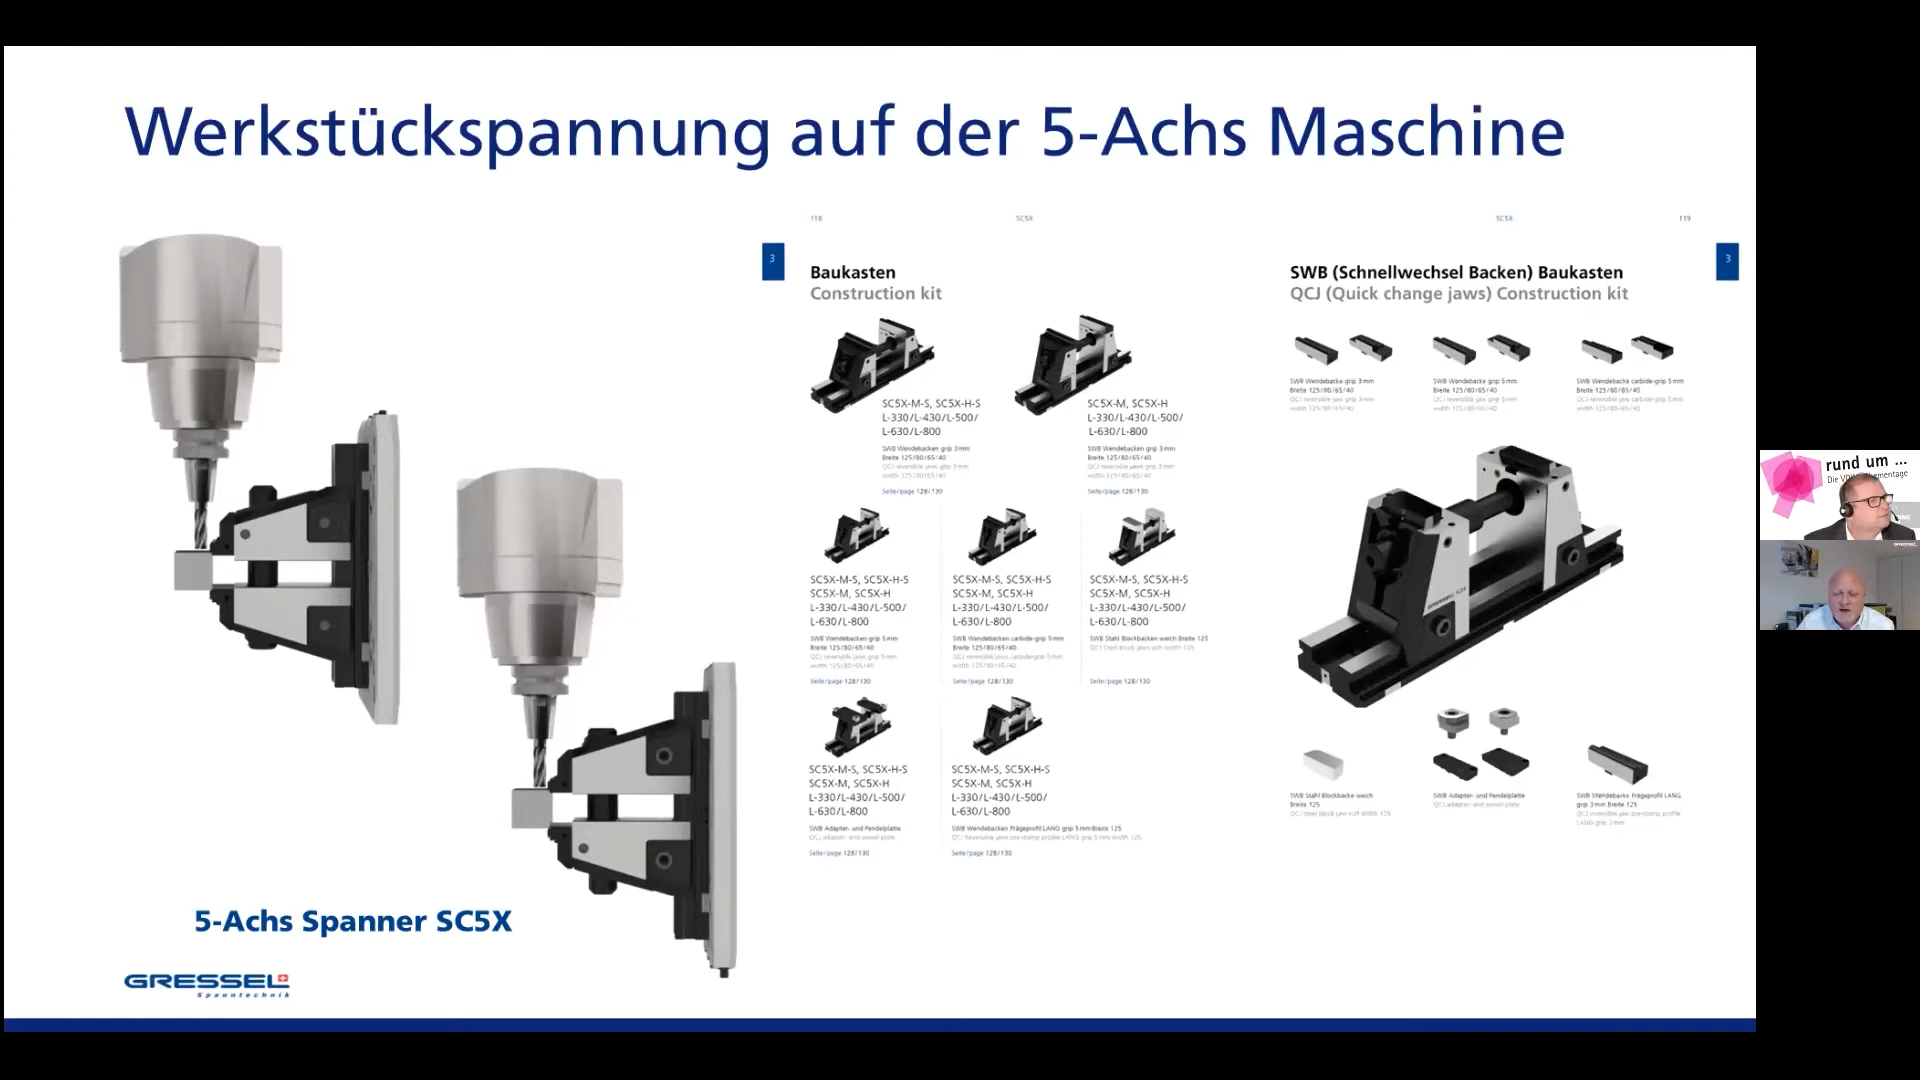 Werkstückspannung auf der 5-Achs Maschine
118
SC5X
SC5X
119
3
3
Baukasten
Construction kit
SWB (Schnellwechsel Backen) Baukasten
QCJ (Quick change jaws) Construction kit
SC5X-M-S, SC5X-H-S
L-330/L-430/L-500/
L-630/L-800
SWB Wendebacken grip 3 mm
Breite 125/80/65/40
QCJ reversible jaws grip 3 mm
width 125/80/65/40
Seite/page 128/130
SC5X-M, SC5X-H
L-330/L-430/L-500/
L-630/L-800
SWB Wendebacken grip 3 mm
Breite 125/80/65/40
QCJ reversible jaws grip 3 mm
width 125/80/65/40
Seite/page 128/130
SWB Wendebacke grip 3 mm
Breite 125/80/65/40
QCJ reversible jaw grip 3 mm
width 125/80/65/40
SWB Wendebacke grip 5 mm
Breite 125/80/65/40
QCJ reversible jaw grip 5 mm
width 125/80/65/40
SWB Wendebacke carbide-grip 5 mm
Breite 125/80/65/40
QCJ reversible jaw carbide-grip 5 mm
width 125/80/65/40
SC5X-M-S, SC5X-H-S
SC5X-M, SC5X-H
L-330/L-430/L-500/
L-630/L-800
SWB Wendebacken grip 5 mm
Breite 125/80/65/40
QCJ reversible jaws grip 5 mm
width 125/80/65/40
Seite/page 128/130
SC5X-M-S, SC5X-H-S
SC5X-M, SC5X-H
L-330/L-430/L-500/
L-630/L-800
SWB Wendebacken carbide-grip 5 mm
Breite 125/80/65/40
QCJ reversible jaws carbide-grip 5 mm
width 125/80/65/40
Seite/page 128/130
SC5X-M-S, SC5X-H-S
SC5X-M, SC5X-H
L-330/L-430/L-500/
L-630/L-800
SWB Stahl Blockbacken weich Breite 125
QCJ steel block jaws soft width 125
Seite/page 128/130
SC5X-M-S, SC5X-H-S
SC5X-M, SC5X-H
L-330/L-430/L-500/
L-630/L-800
SWB Adapter- und Pendelplatte
QCJ adapter- and swivel plate
Seite/page 128/130
SC5X-M-S, SC5X-H-S
SC5X-M, SC5X-H
L-330/L-430/L-500/
L-630/L-800
SWB Wendebacken Prägeprofil LANG grip 5 mm Breite 125
QCJ Reversible jaws pre-stamp profile LANG grip 5 mm width 125
Seite/page 128/130
SWB Stahl Blockbacke weich
Breite 125
QCJ steel block jaw soft width 125
SWB Adapter- und Pendelplatte
QCJ adapter- and swivel plate
SWB Wendebacke Prägeprofil LANG
grip 3 mm Breite 125
QCJ reversible jaw pre-stamp profile
LANG grip 3 mm
5-Achs Spanner SC5X
GRESSEL
Spanntechnik
rund um ...
GRESSEL